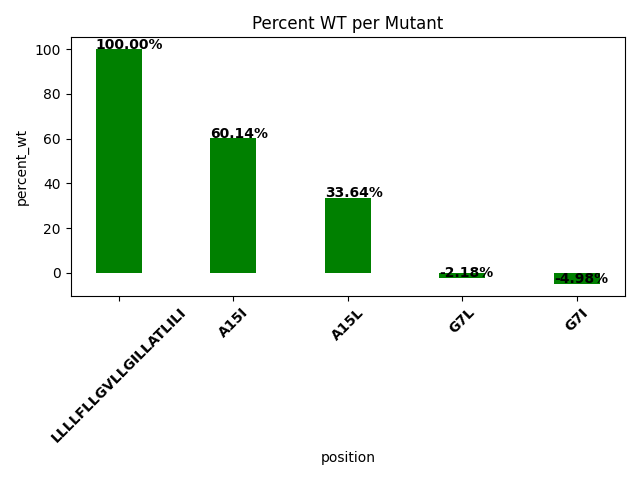 Percent WT per Mutant
percent_wt
100
80
60
40
20
0
100.00%
60.14%
33.64%
-2.18%
-4.98%
LLLLFLLGVLLGILLATLILI
A15I
A15L
G7L
G7I
position